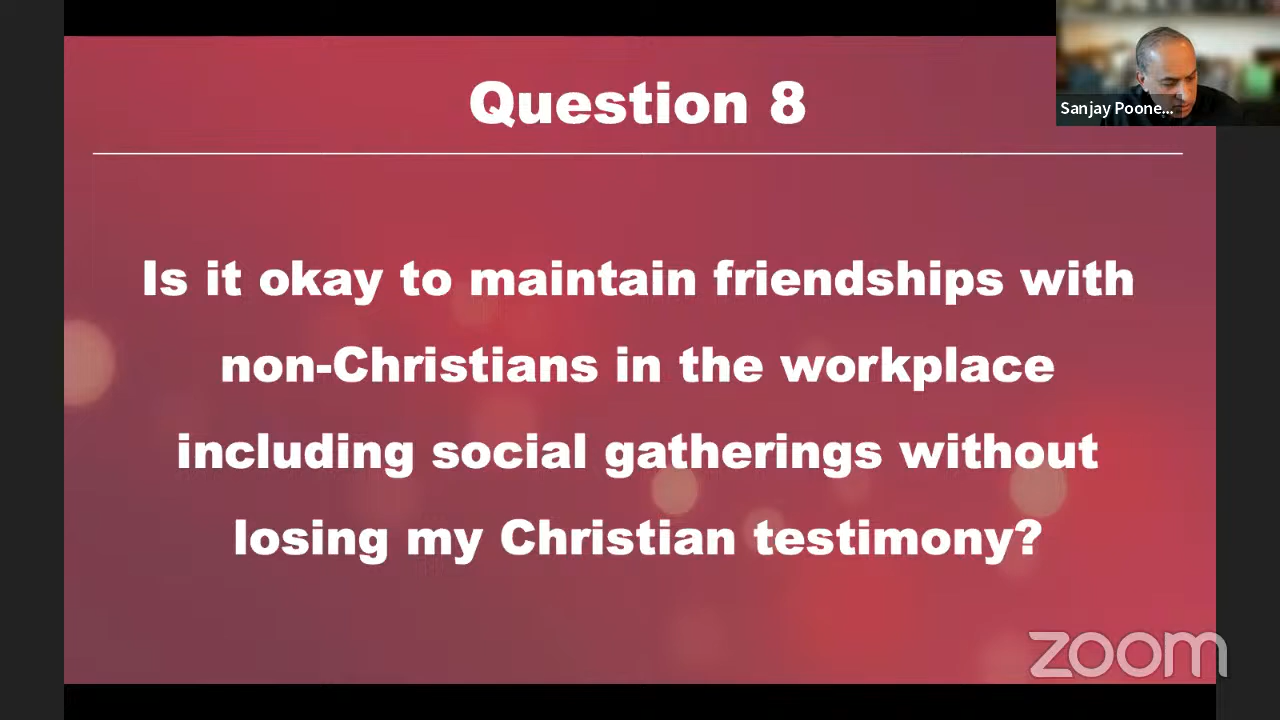 Question 8
Sanjay Poone...
Is it okay to maintain friendships with
non-Christians in the workplace
including social gatherings without
losing my Christian testimony?
zoom